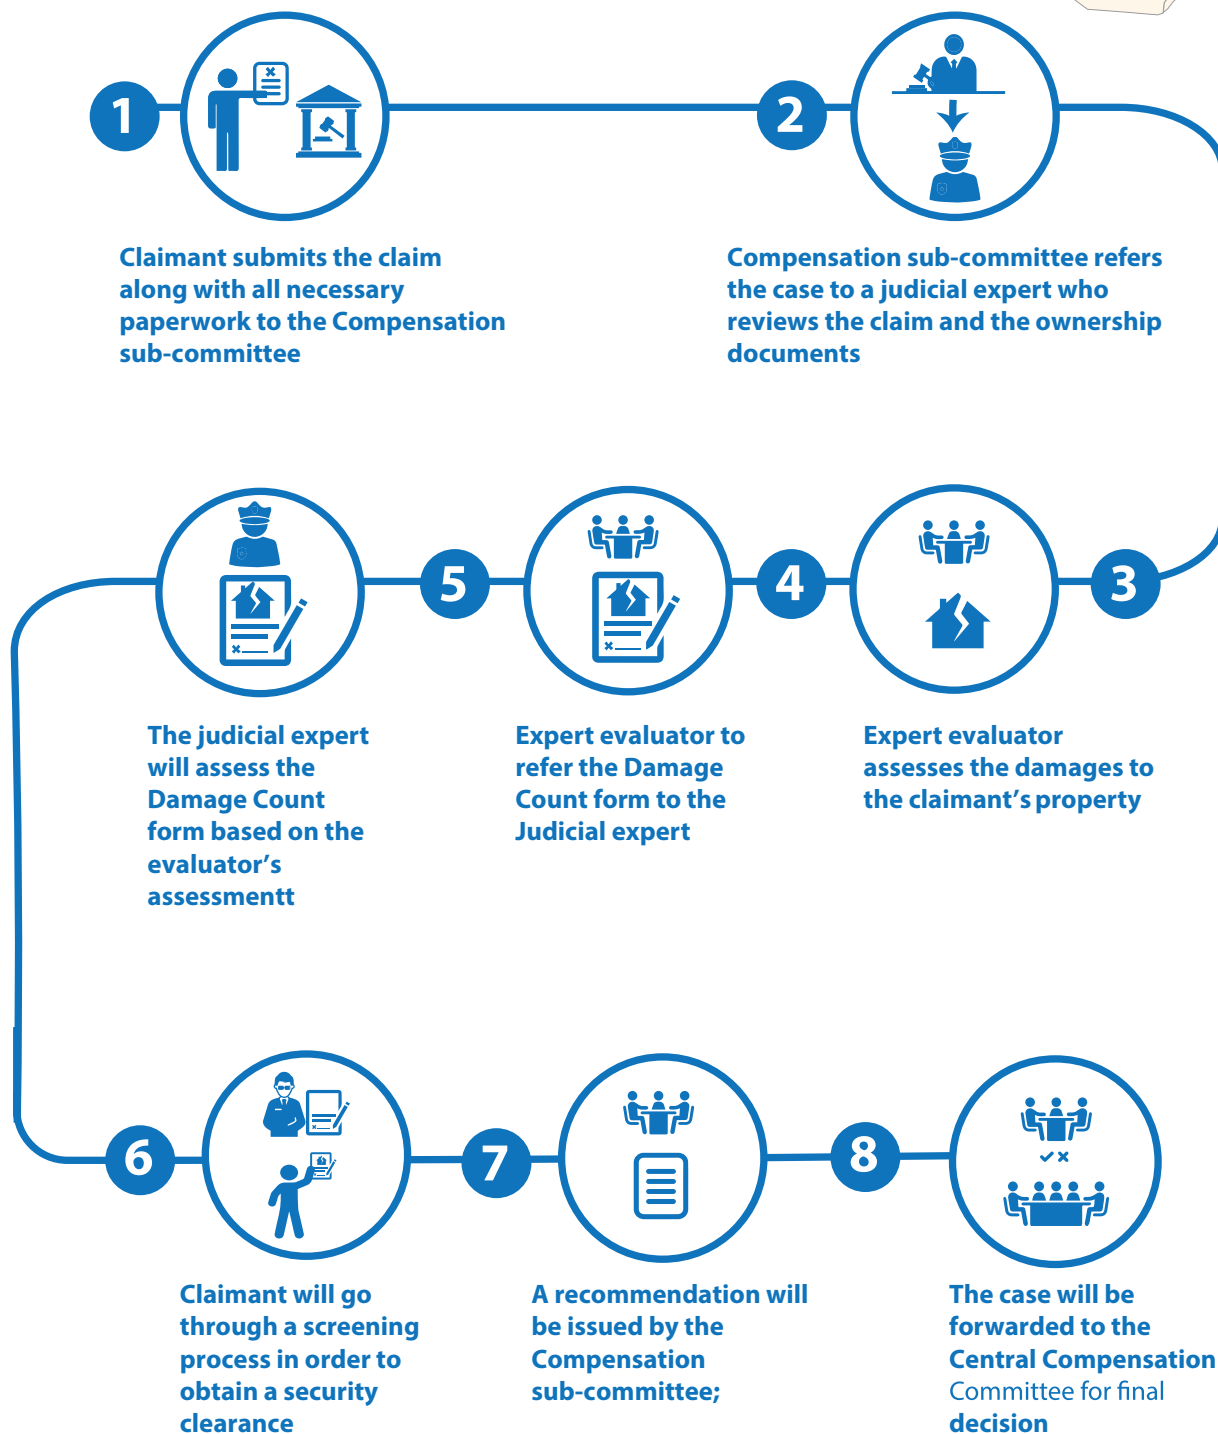 1
Claimant submits the claim
along with all necessary
paperwork to the Compensation
sub-committee
2
Compensation sub-committee refers
the case to a judicial expert who
reviews the claim and the ownership
documents
3
Expert evaluator
assesses the damages to
the claimant’s property
4
Expert evaluator to
refer the Damage
Count form to the
Judicial expert
5
The judicial expert
will assess the
Damage Count
form based on the
evaluator’s
assessmentt
6
Claimant will go
through a screening
process in order to
obtain a security
clearance
7
A recommendation will
be issued by the
Compensation
sub-committee;
8
The case will be
forwarded to the
Central Compensation
Committee for final
decision